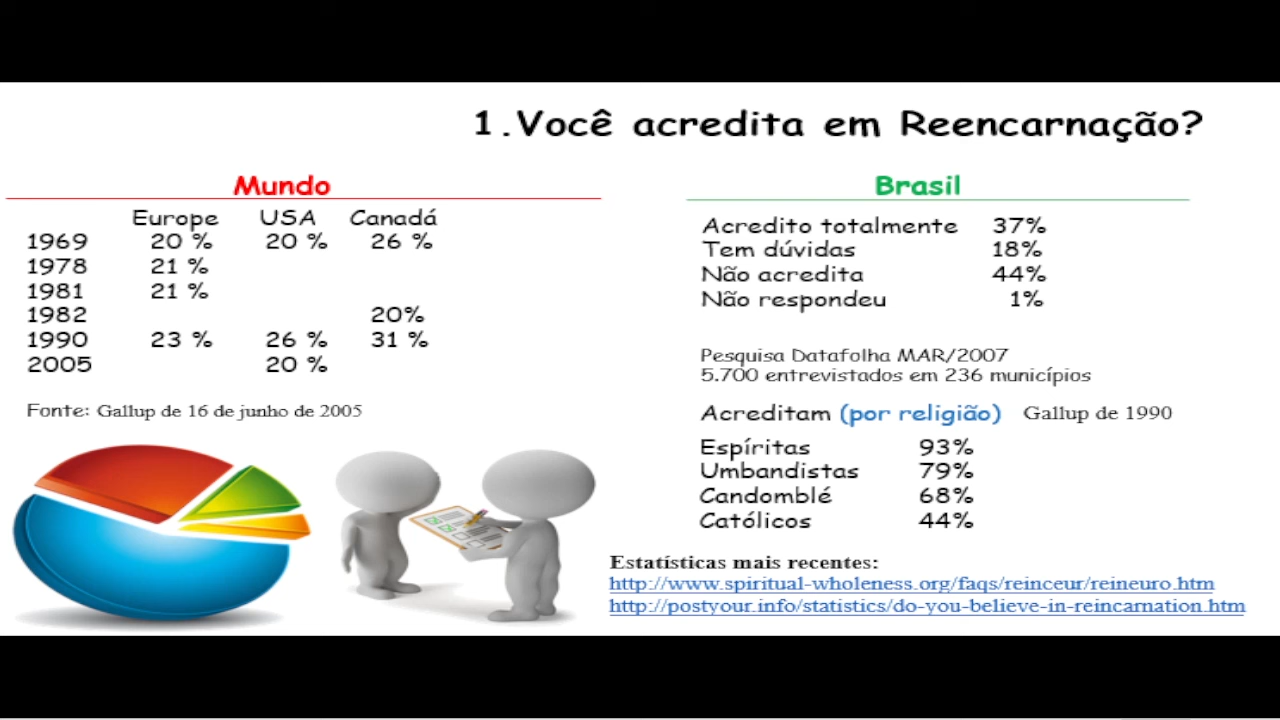 1.Você acredita em Reencarnação?
Mundo
Europe USA Canadá
1969 20 % 20 % 26 %
1978 21 %
1981 21 %
1982 20%
1990 23 % 26 % 31 %
2005 20 %
Fonte: Gallup de 16 de junho de 2005
Brasil
Acredito totalmente 37%
Tem dúvidas 18%
Não acredita 44%
Não respondeu 1%
Pesquisa Datafolha MAR/2007
5.700 entrevistados em 236 municípios
Acreditam (por religião) Gallup de 1990
Espíritas 93%
Umbandistas 79%
Candomblé 68%
Católicos 44%
Estatísticas mais recentes:
http://www.spiritual-wholeness.org/faqs/reinceur/reineuro.htm
http://postyour.info/statistics/do-you-believe-in-reincarnation.htm